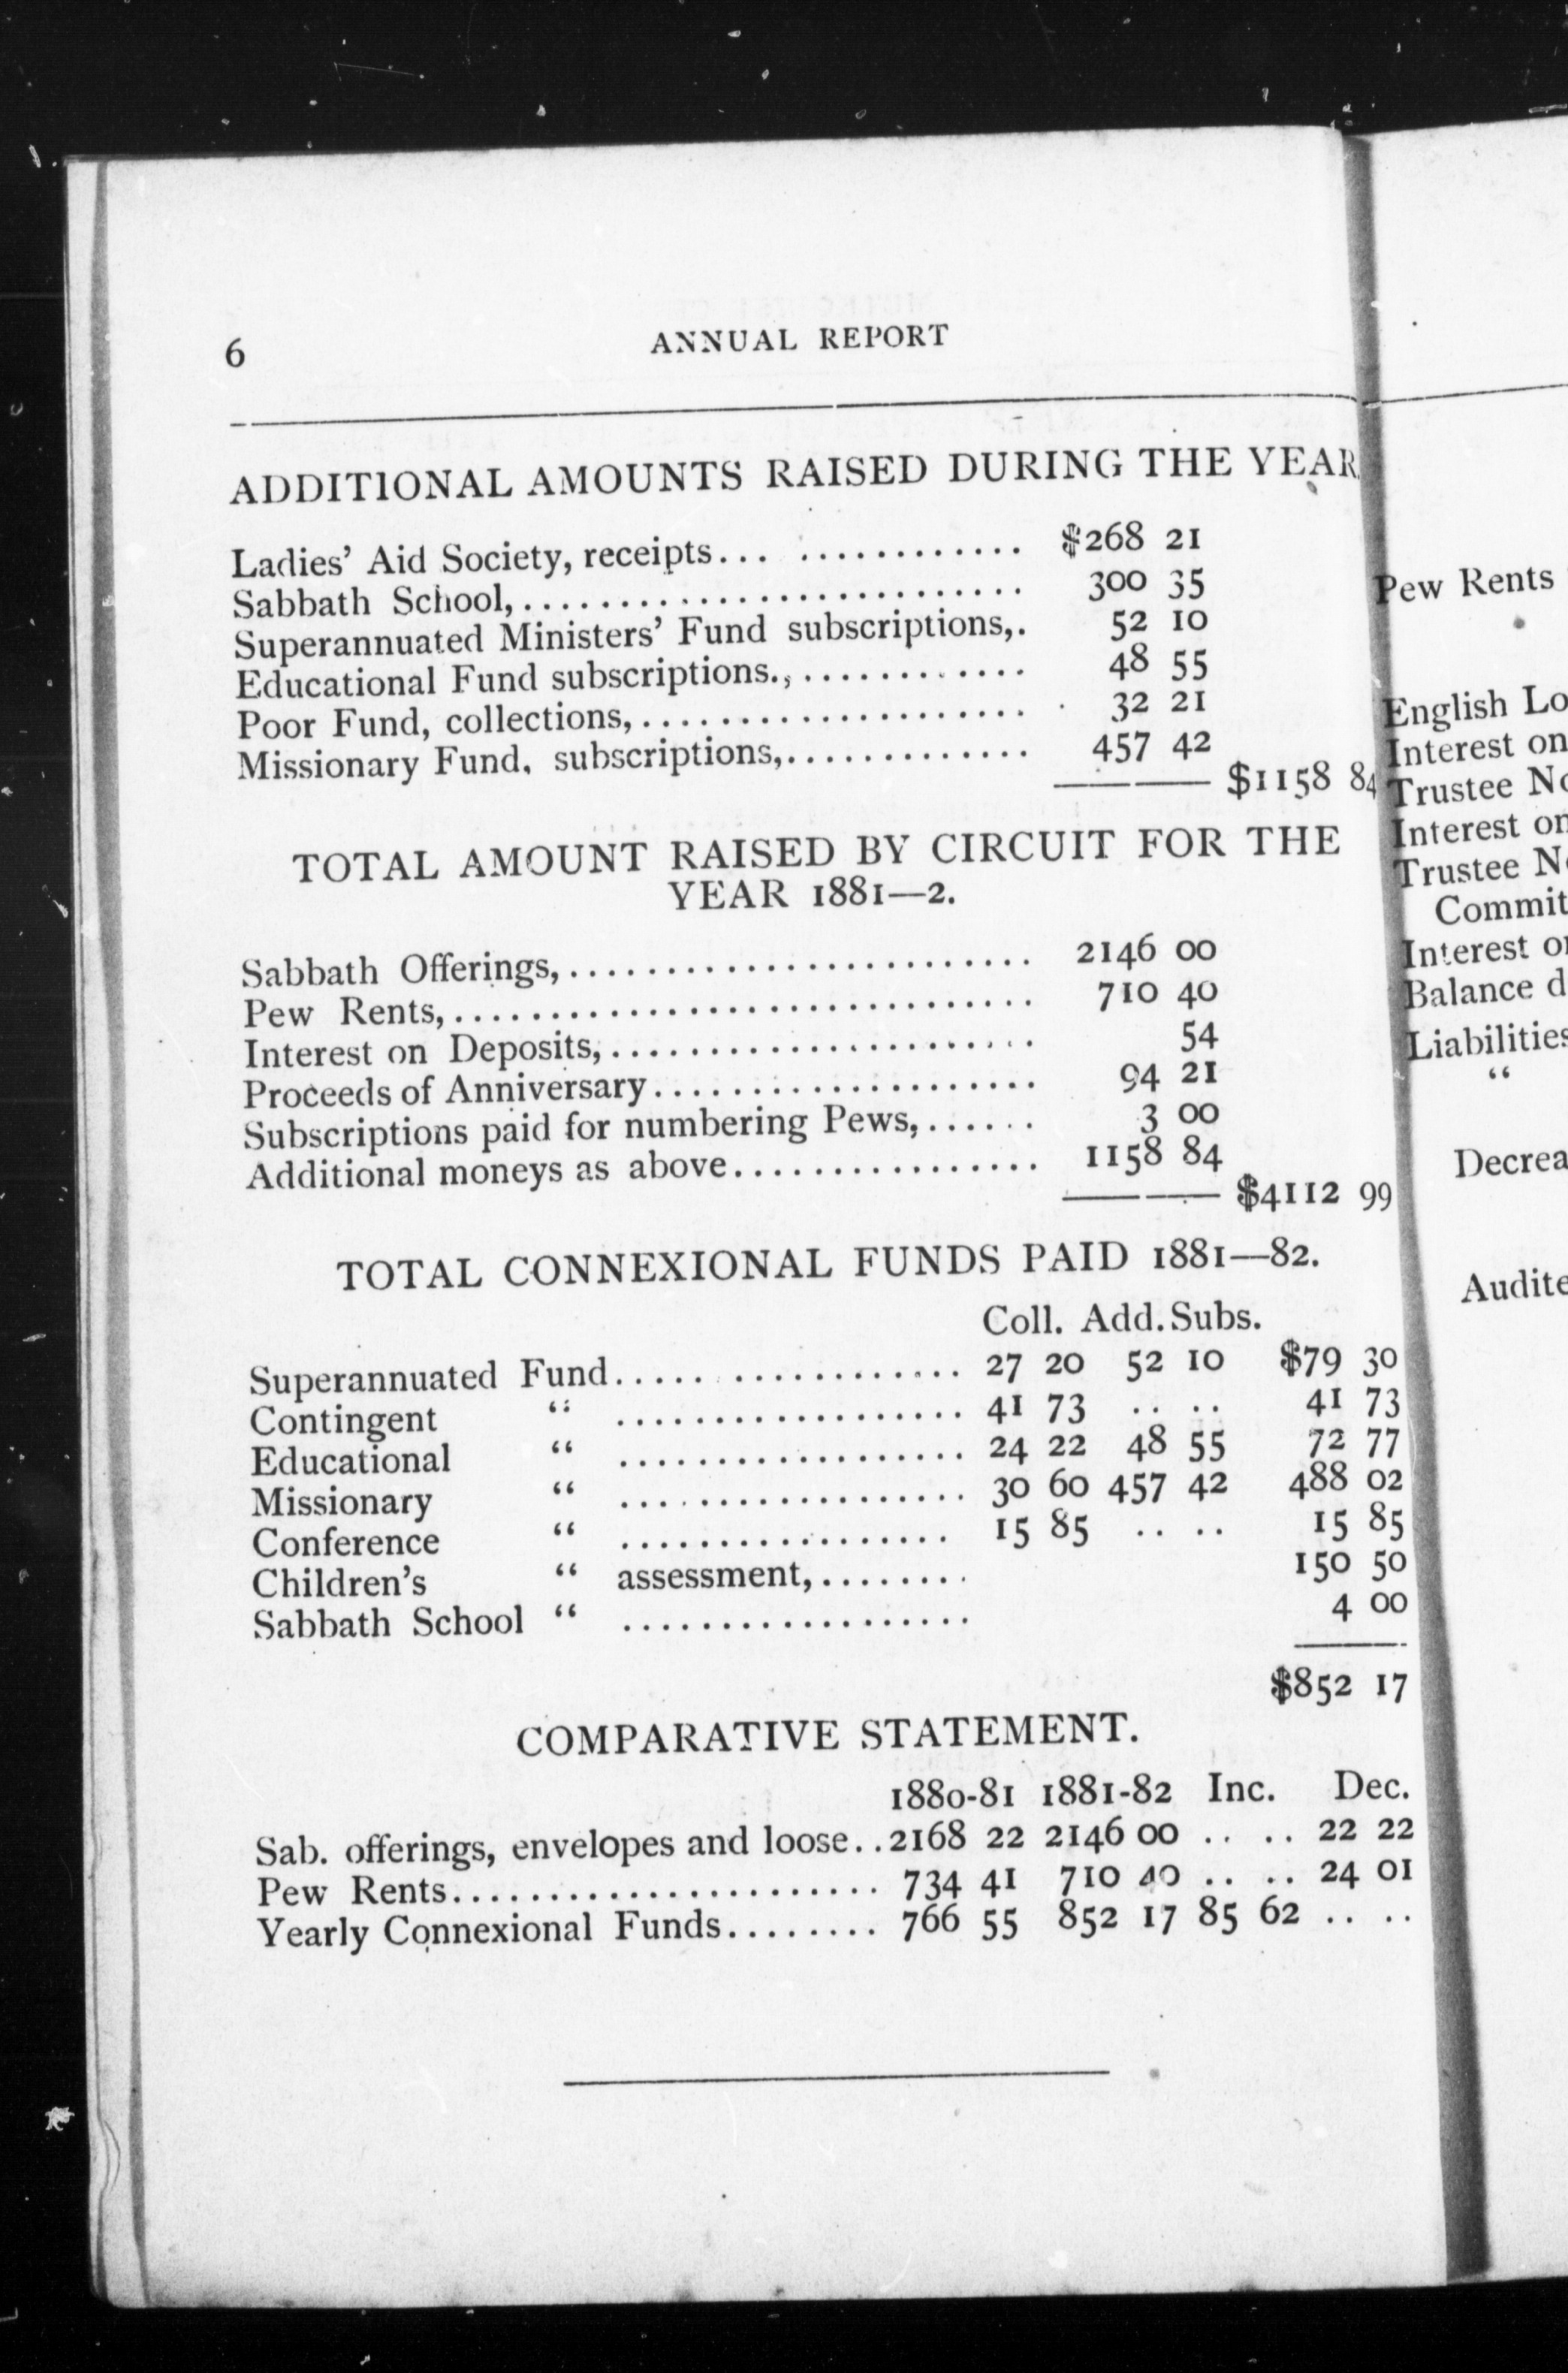 6 ANNUAL REPORT
ADDITIONAL AMOUNTS RAISED DURING THE YEAR.
Ladies' Aid Society, receipts... ............ $268 21
Sabbath School,.......................... 300 35
Superannuated Ministers' Fund subscriptions,. 52 10
Educational Fund subscriptions.,............ 48 55
Poor Fund, collections,.................... 32 21
Missionary Fund, subscriptions,............. 457 42
$1158 84
TOTAL AMOUNT RAISED BY CIRCUIT FOR THE
YEAR 1881—2.
Sabbath Offerings,........................ 2146 00
Pew Rents,.............................. 710 40
Interest on Deposits,...................... 54
Proceeds of Anniversary.................... 94 21
Subscriptions paid for numbering Pews,...... 3 00
Additional moneys as above................ 1158 84
$4112 99
TOTAL CONNEXIONAL FUNDS PAID 1881—82.
Coll. Add. Subs.
Superannuated Fund..... ............ 27 20 52 10 $79 30
Contingent " .................. 41 73 .. .. 41 73
Educational " .................. 24 22 48 55 72 77
Missionary " .................. 30 60 457 42 488 02
Conference " ................. 15 85 .. .. 15 85
Children's " assessment,........ 150 50
Sabbath School " .................. 4 00
$852 17
COMPARATIVE STATEMENT.
1880-81 1881-82 Inc. Dec.
Sab. offerings, envelopes and loose..2168 22 2146 00 .. .. 22 22
Pew Rents...................... 734 41 710 40 .. .. 24 01
Yearly Connexional Funds........ 766 55 852 17 85 62 .. ..
Pew Rents
English Lo
Interest on
Trustee No
Interest on
Trustee No
Commit
Interest on
Balance d
Liabilities
"
Decrea
Audite